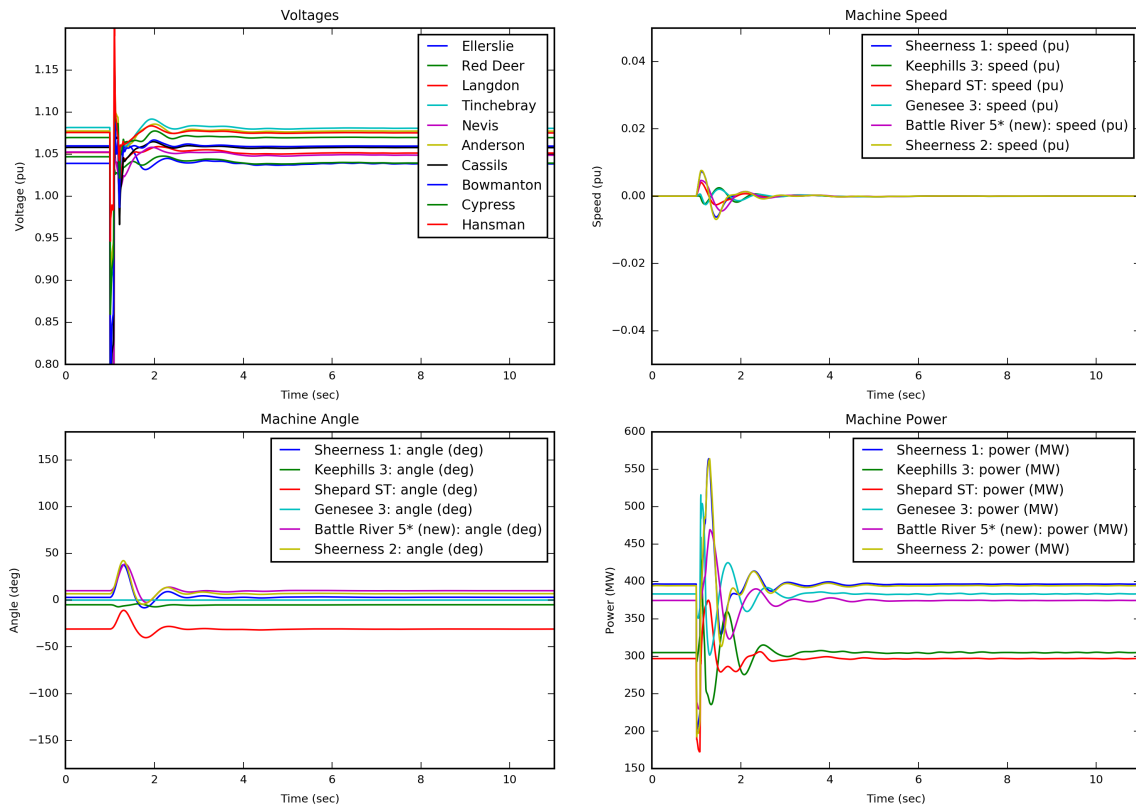 Voltages
1.15
1.10
1.05
1.00
0.95
0.90
0.85
0.80
Voltage (pu)
Ellerslie
Red Deer
Langdon
Tinchebray
Nevis
Anderson
Cassils
Bowmanton
Cypress
Hansman
0 2 4 6 8 10
Time (sec)
Machine Speed
0.04
0.02
0.00
−0.02
−0.04
Speed (pu)
Sheerness 1: speed (pu)
Keephills 3: speed (pu)
Shepard ST: speed (pu)
Genesee 3: speed (pu)
Battle River 5* (new): speed (pu)
Sheerness 2: speed (pu)
0 2 4 6 8 10
Time (sec)
Machine Angle
150
100
50
0
−50
−100
−150
Angle (deg)
Sheerness 1: angle (deg)
Keephills 3: angle (deg)
Shepard ST: angle (deg)
Genesee 3: angle (deg)
Battle River 5* (new): angle (deg)
Sheerness 2: angle (deg)
0 2 4 6 8 10
Time (sec)
Machine Power
600
550
500
450
400
350
300
250
200
150
Power (MW)
Sheerness 1: power (MW)
Keephills 3: power (MW)
Shepard ST: power (MW)
Genesee 3: power (MW)
Battle River 5* (new): power (MW)
Sheerness 2: power (MW)
0 2 4 6 8 10
Time (sec)